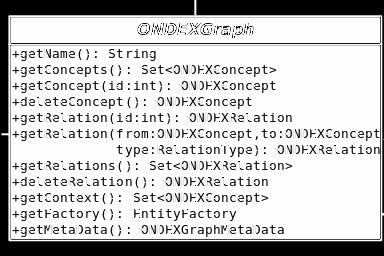 ONDEXGraph
+getName(): String
+getConcepts(): Set<ONDEXConcept>
+getConcept(id:int): ONDEXConcept
+deleteConcept(): ONDEXConcept
+getRelation(id:int): ONDEXRelation
+getRelation(from:ONDEXConcept,to:ONDEXConcept
type:RelationType): ONDEXRelation
+getRelations(): Set<ONDEXRelation>
+deleteRelation(): ONDEXRelation
+getContext(): Set<ONDEXConcept>
+getFactory(): EntityFactory
+getMetaData(): ONDEXGraphMetaData